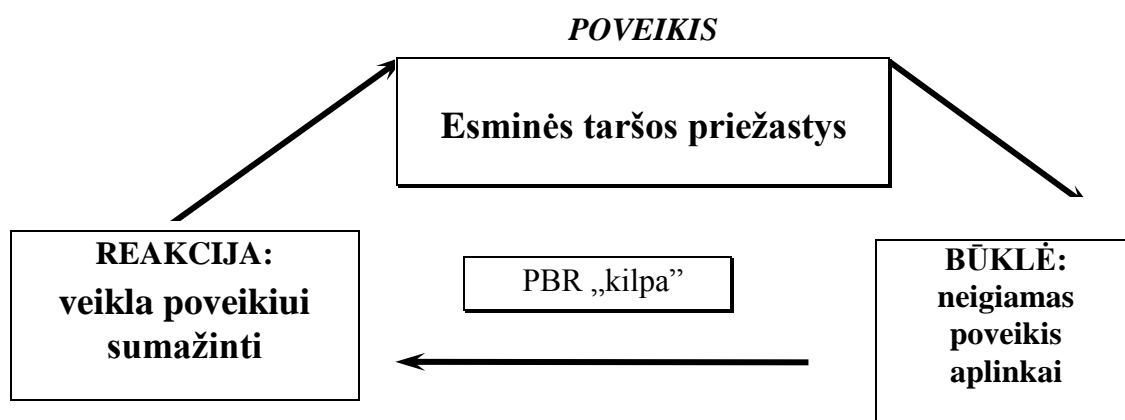 POVEIKIS
Esminės taršos priežastys
REAKCIJA:
veikla poveikiui
sumažinti
PBR „kilpa”
BŪKLĖ:
neigiamas
poveikis
aplinkai